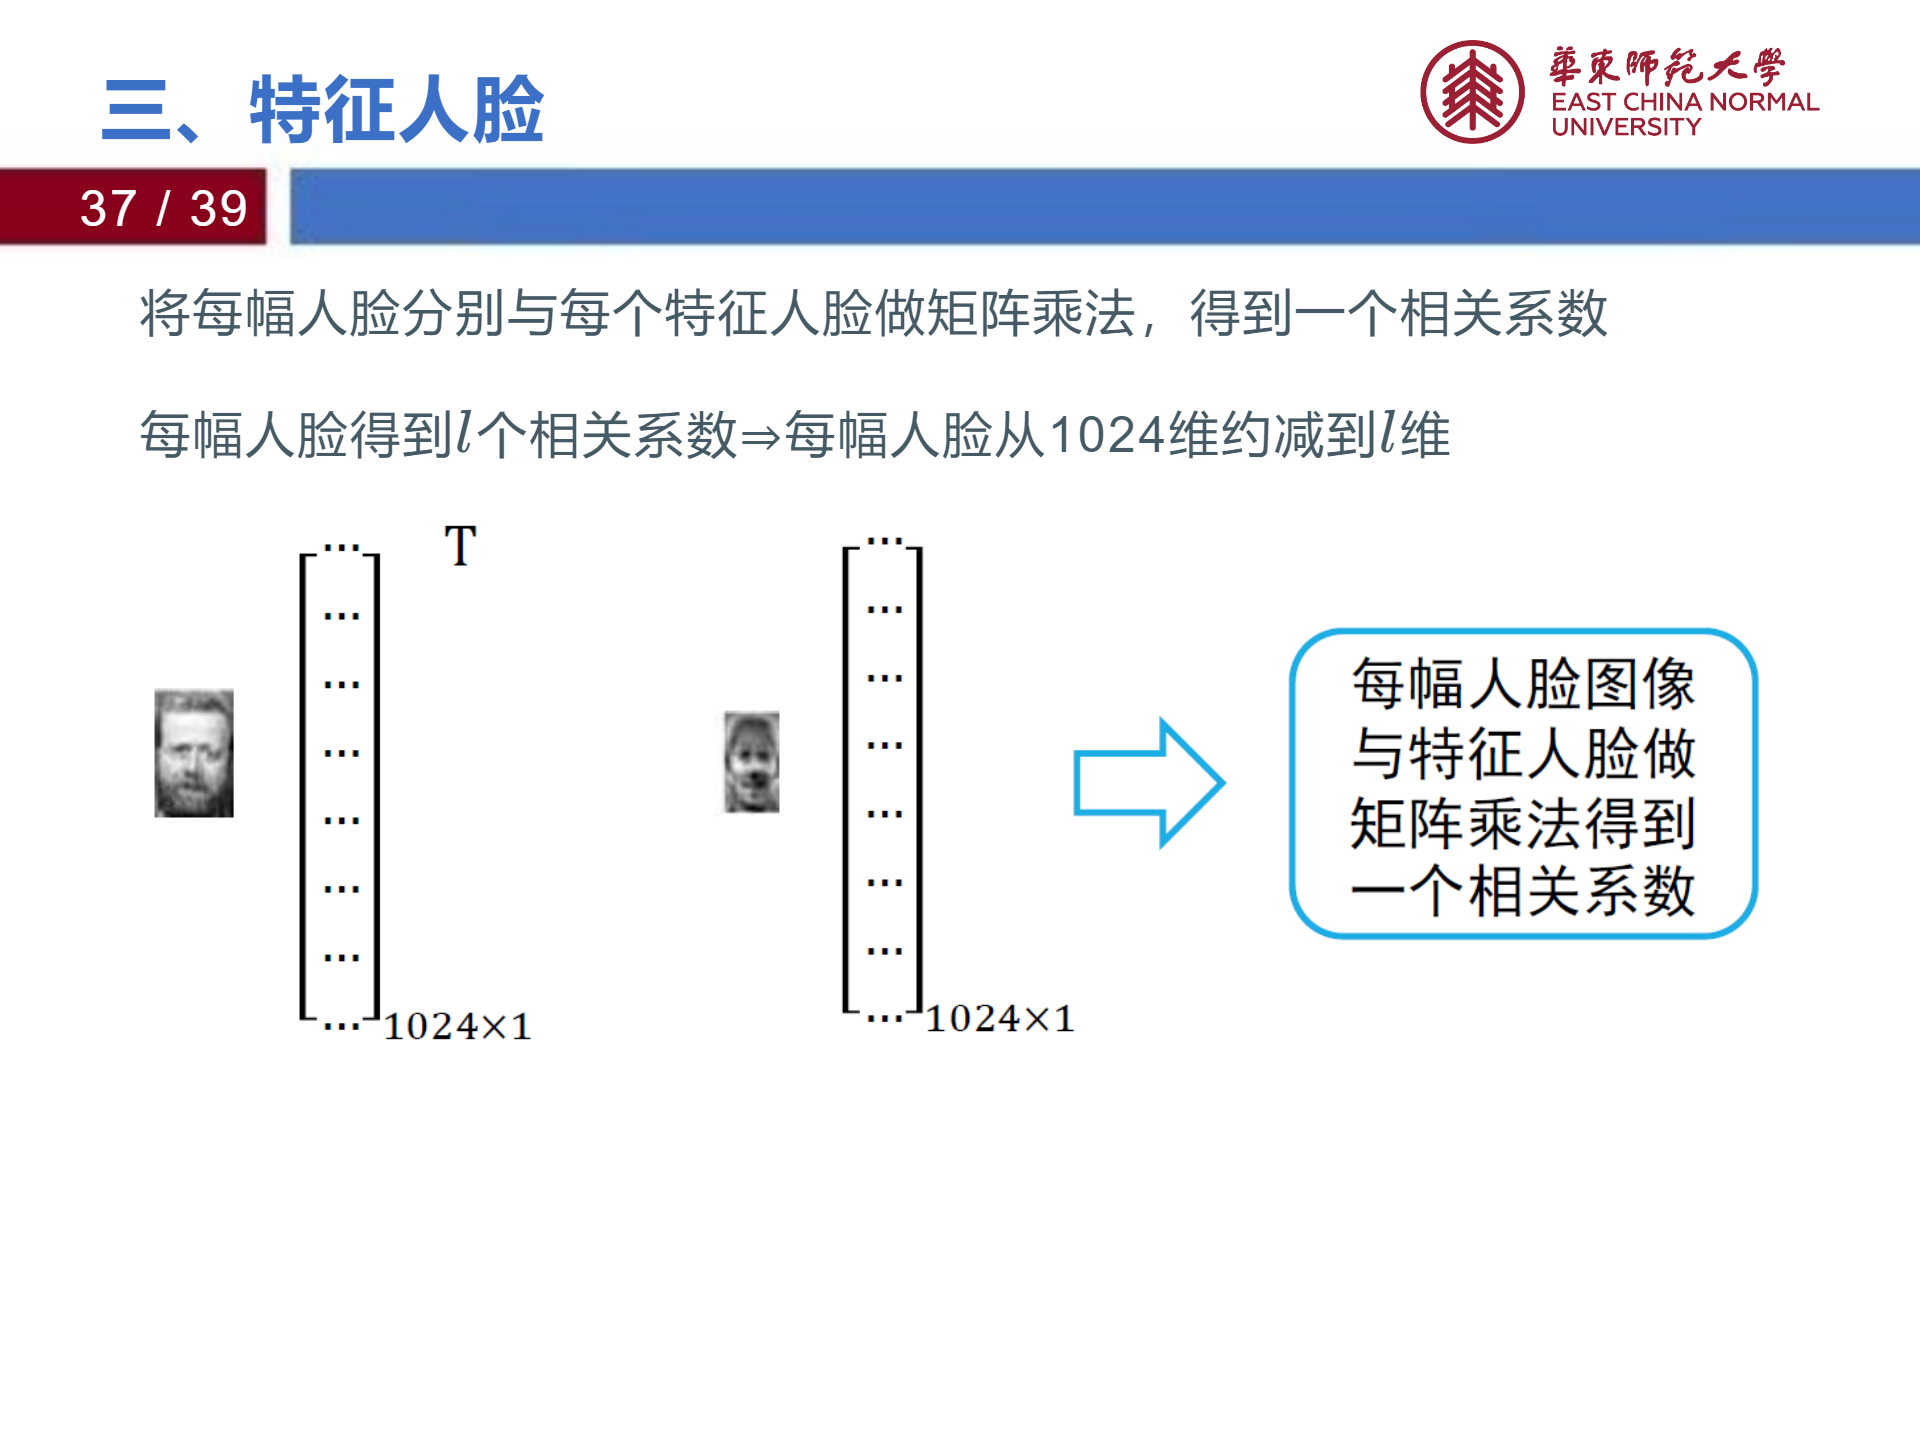 三、特征人脸
華東师範大學
EAST CHINA NORMAL
UNIVERSITY
37 / 39
将每幅人脸分别与每个特征人脸做矩阵乘法，得到一个相关系数
每幅人脸得到l个相关系数⇒每幅人脸从1024维约减到l维
...
...
...
...
...
...
...
...
T
1024×1
...
...
...
...
...
...
...
...
1024×1
每幅人脸图像
与特征人脸做
矩阵乘法得到
一个相关系数